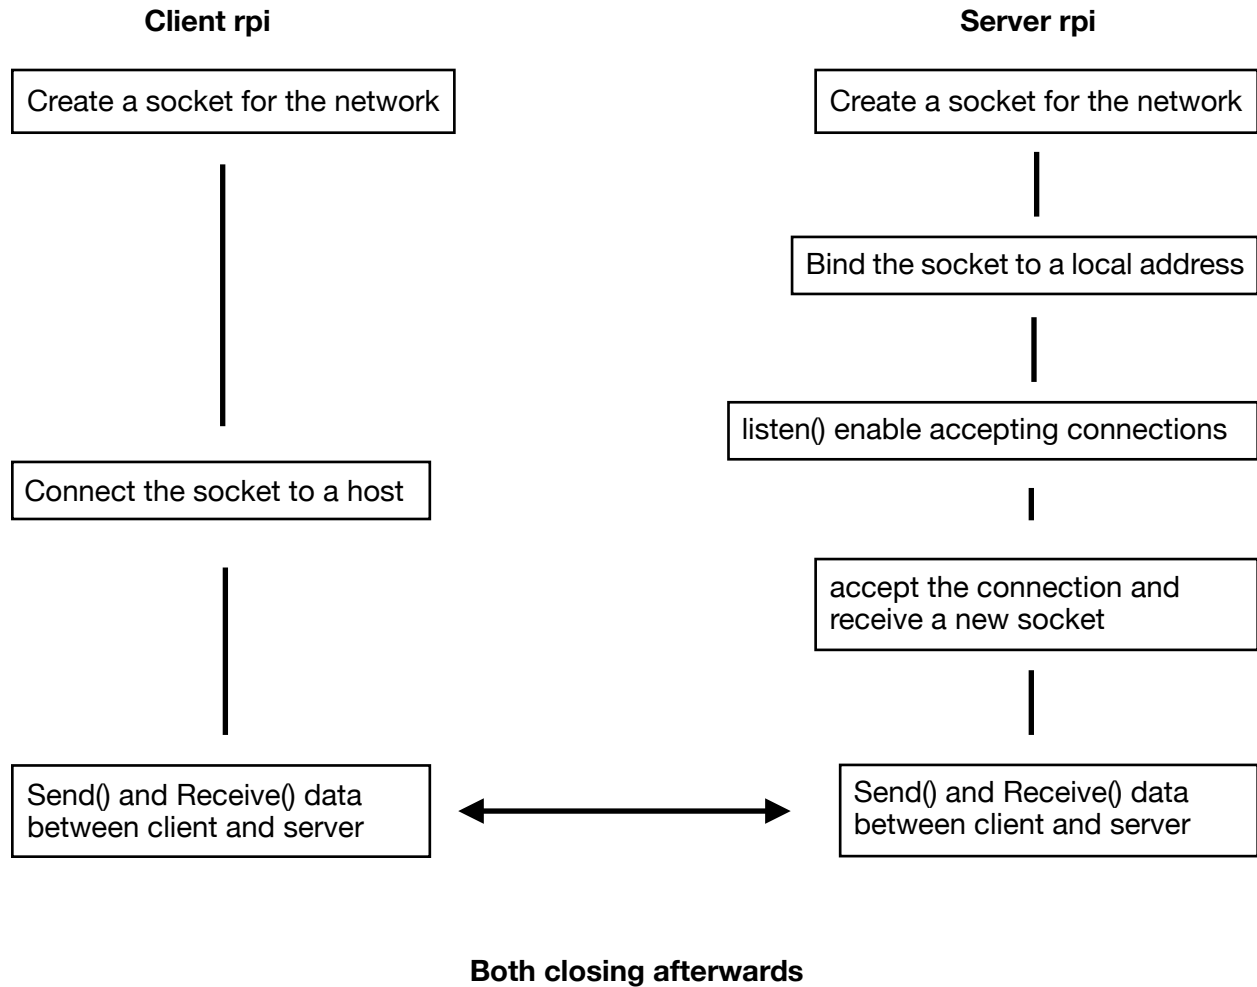 Client rpi
Create a socket for the network
Connect the socket to a host
Send() and Receive() data
between client and server
Server rpi
Create a socket for the network
Bind the socket to a local address
listen() enable accepting connections
accept the connection and
receive a new socket
Send() and Receive() data
between client and server
Both closing afterwards